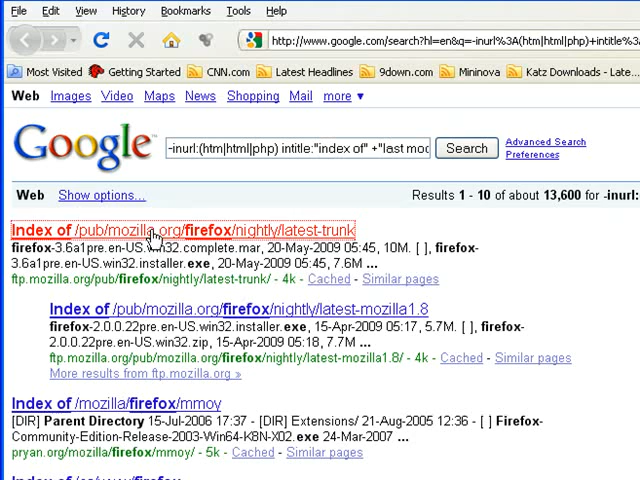 File Edit View History Bookmarks Tools Help
http://www.google.com/search?hl=en&q=-inurl%3A(htm|html|php)+intitle%3
Most Visited Getting Started CNN.com Latest Headlines 9down.com Mininova Katz Downloads - Late
Web Images Video Maps News Shopping Mail more ▼
Google™ -inurl:(htm|html|php) intitle:"index of" +"last mod Search Advanced Search
Preferences
Web Show options... Results 1 - 10 of about 13,600 for -inurl:
Index of /pub/mozilla.org/firefox/nightly/latest-trunk
firefox-3.6a1pre.en-US.win32.complete.mar, 20-May-2009 05:45, 10M. [ ], firefox-
3.6a1pre.en-US.win32.installer.exe, 20-May-2009 05:45, 7.6M ...
ftp.mozilla.org/pub/firefox/nightly/latest-trunk/ - 4k - Cached - Similar pages
Index of /pub/mozilla.org/firefox/nightly/latest-mozilla1.8
firefox-2.0.0.22pre.en-US.win32.installer.exe, 15-Apr-2009 05:17, 5.7M. [ ], firefox-
2.0.0.22pre.en-US.win32.zip, 15-Apr-2009 05:18, 7.7M ...
ftp.mozilla.org/pub/mozilla.org/firefox/nightly/latest-mozilla1.8/ - 4k - Cached - Similar pages
More results from ftp.mozilla.org »
Index of /mozilla/firefox/mmoy
[DIR] Parent Directory 15-Jul-2006 17:37 - [DIR] Extensions/ 21-Aug-2005 12:36 - [ ] Firefox-
Community-Edition-Release-2003-Win64-K8N-X02.exe 24-Mar-2007 ...
pryan.org/mozilla/firefox/mmoy/ - 5k - Cached - Similar pages